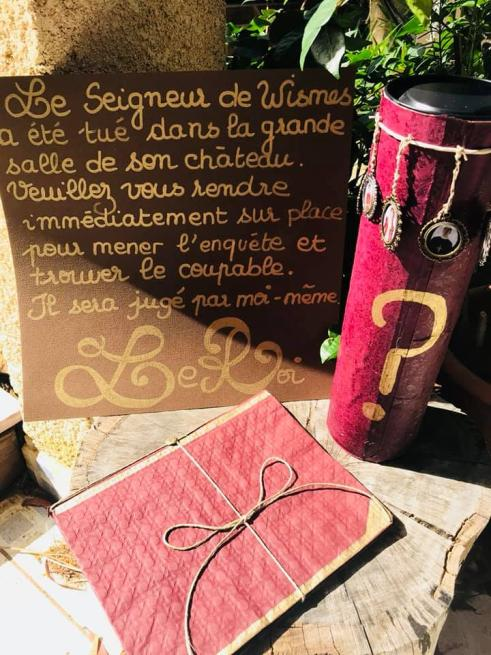 Le Seigneur de Wismes
a été tué dans la grande
salle de son château.
Veuillez vous rendre
immédiatement sur place
pour mener l'enquête et
trouver le coupable.
Il sera jugé par moi-même
Le Roi
?